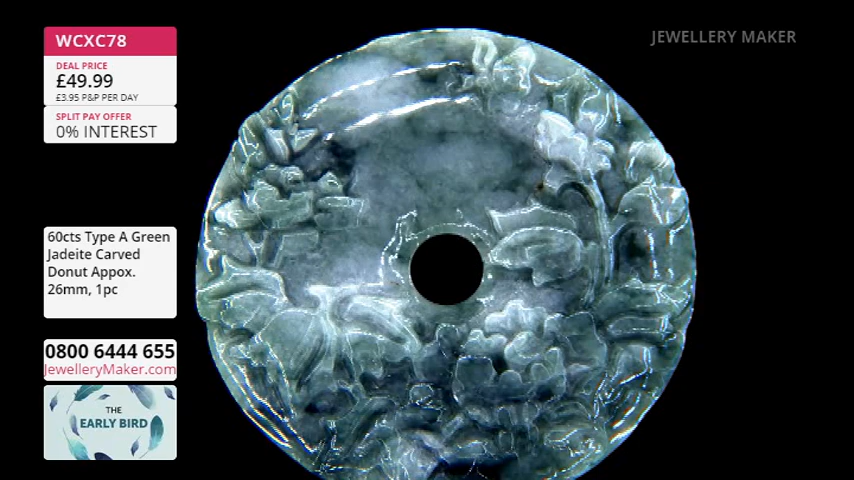 WCXC78
DEAL PRICE
£49.99
£3.95 P&P PER DAY
SPLIT PAY OFFER
0% INTEREST
60cts Type A Green
Jadeite Carved
Donut Appox.
26mm, 1pc
0800 6444 655
JewelleryMaker.com
THE
EARLY BIRD
JEWELLERY MAKER